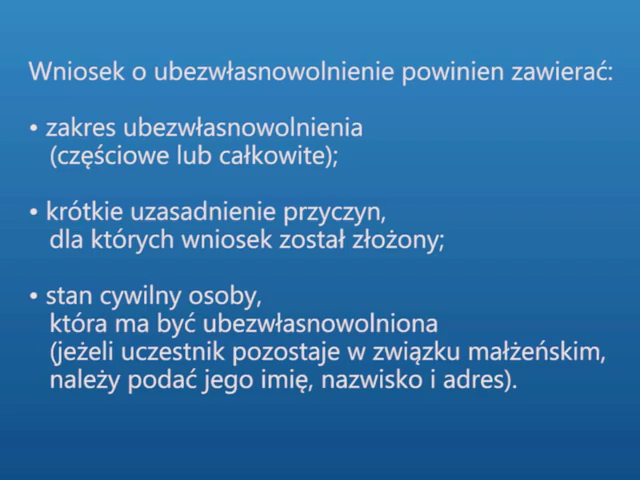 Wniosek o ubezwłasnowolnienie powinien zawierać:
• zakres ubezwłasnowolnienia
(częściowe lub całkowite);
• krótkie uzasadnienie przyczyn,
dla których wniosek został złożony;
• stan cywilny osoby,
która ma być ubezwłasnowolniona
(jeżeli uczestnik pozostaje w związku małżeńskim,
należy podać jego imię, nazwisko i adres).